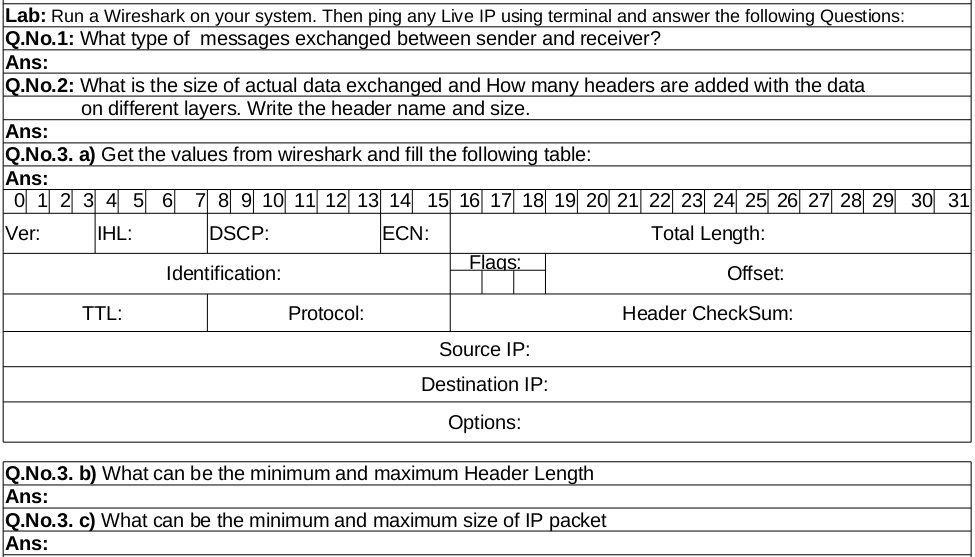 Lab: Run a Wireshark on your system. Then ping any Live IP using terminal and answer the following Questions:
Q.No.1: What type of  messages exchanged between sender and receiver?
Ans:
Q.No.2: What is the size of actual data exchanged and How many headers are added with the data
on different layers. Write the header name and size.
Ans:
Q.No.3. a) Get the values from wireshark and fill the following table:
Ans:
0 1 2 3 4 5 6 7 8 9 10 11 12 13 14 15 16 17 18 19 20 21 22 23 24 25 26 27 28 29 30 31
Ver: IHL: DSCP: ECN: Total Length:
Identification: Flags: Offset:
TTL: Protocol: Header CheckSum:
Source IP:
Destination IP:
Options:
Q.No.3. b) What can be the minimum and maximum Header Length
Ans:
Q.No.3. c) What can be the minimum and maximum size of IP packet
Ans: